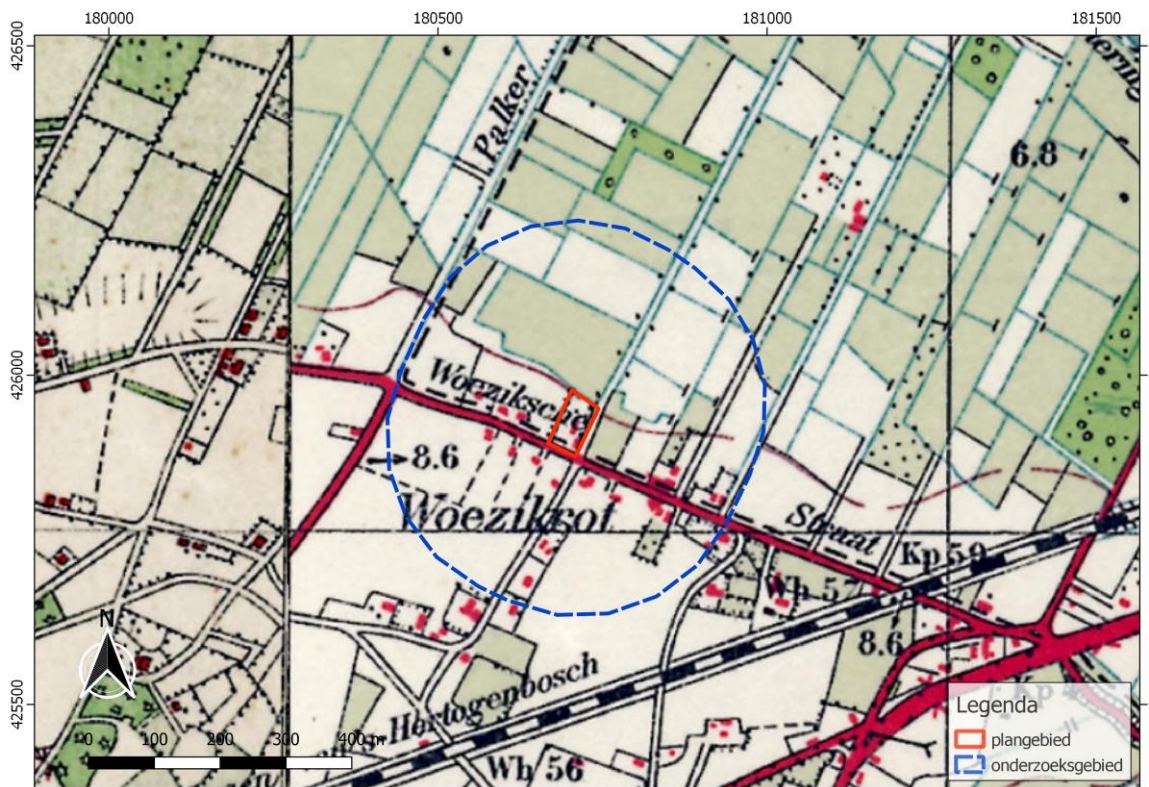 180000 180500 181000 181500
426500
426000
425500
Palker
6.8
Woeziksche
8.6
Woezikrot
Straat
Kp 59
Wh 57
8.6
Hertogenbosch
Wh 56
Kp
N
0 100 200 300 400 m
Legenda
plangebied
onderzoeksgebied